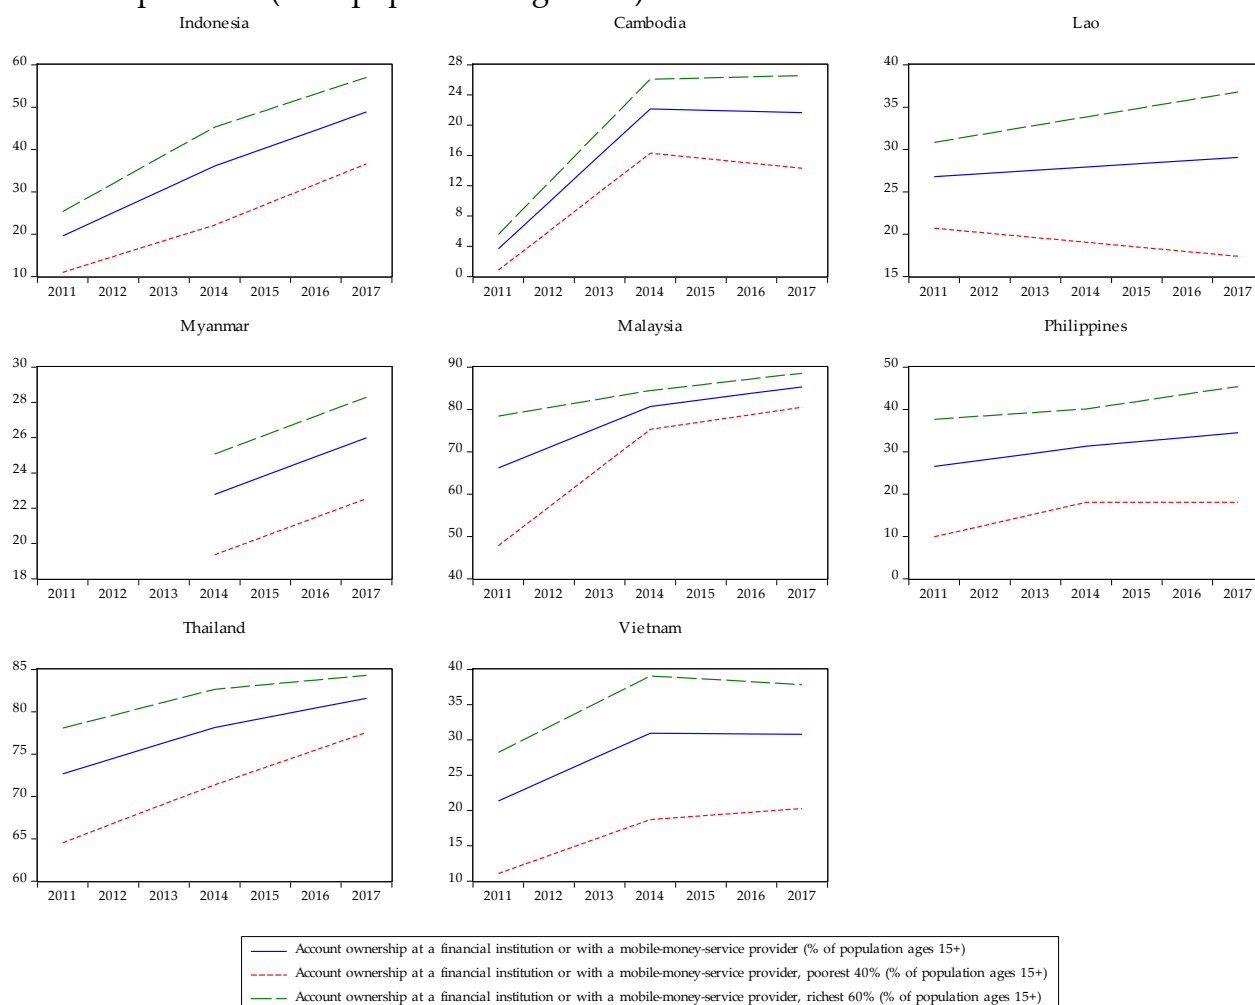 Indonesia
Cambodia
Lao
60
50
40
30
20
10
2011 2012 2013 2014 2015 2016 2017
28
24
20
16
12
8
4
0
2011 2012 2013 2014 2015 2016 2017
40
35
30
25
20
15
2011 2012 2013 2014 2015 2016 2017
Myanmar
Malaysia
Philippines
30
28
26
24
22
20
18
2011 2012 2013 2014 2015 2016 2017
90
80
70
60
50
40
2011 2012 2013 2014 2015 2016 2017
50
40
30
20
10
0
2011 2012 2013 2014 2015 2016 2017
Thailand
Vietnam
85
80
75
70
65
60
2011 2012 2013 2014 2015 2016 2017
40
35
30
25
20
15
10
2011 2012 2013 2014 2015 2016 2017
Account ownership at a financial institution or with a mobile-money-service provider (% of population ages 15+)
Account ownership at a financial institution or with a mobile-money-service provider, poorest 40% (% of population ages 15+)
Account ownership at a financial institution or with a mobile-money-service provider, richest 60% (% of population ages 15+)